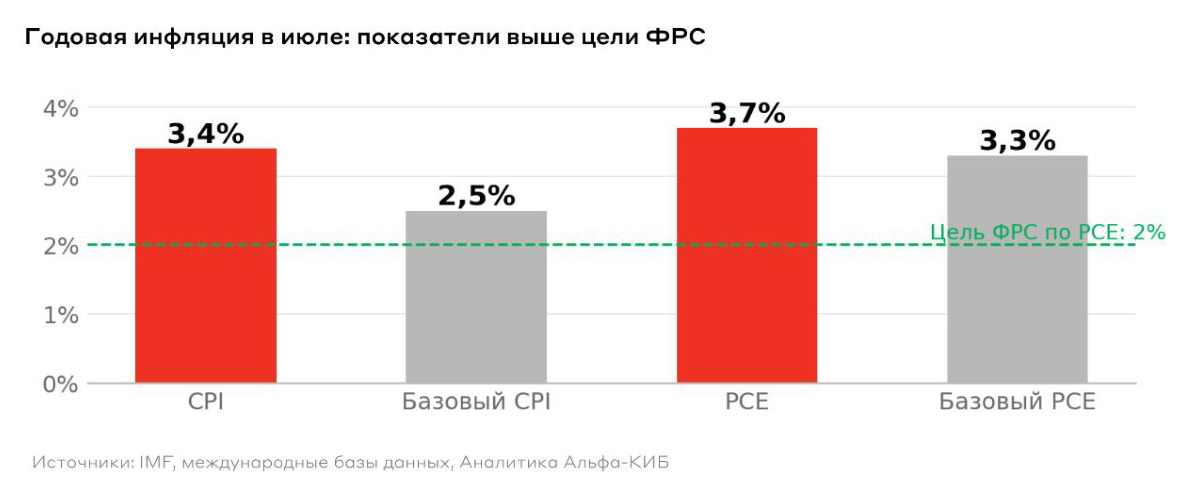 Годовая инфляция в июле: показатели выше цели ФРС
4%
3,4%
3,7%
3,3%
3%
2,5%
Цель ФРС по PCE: 2%
2%
1%
0%
CPI
Базовый CPI
PCE
Базовый PCE
Источники: IMF, международные базы данных, Аналитика Альфа-КИБ